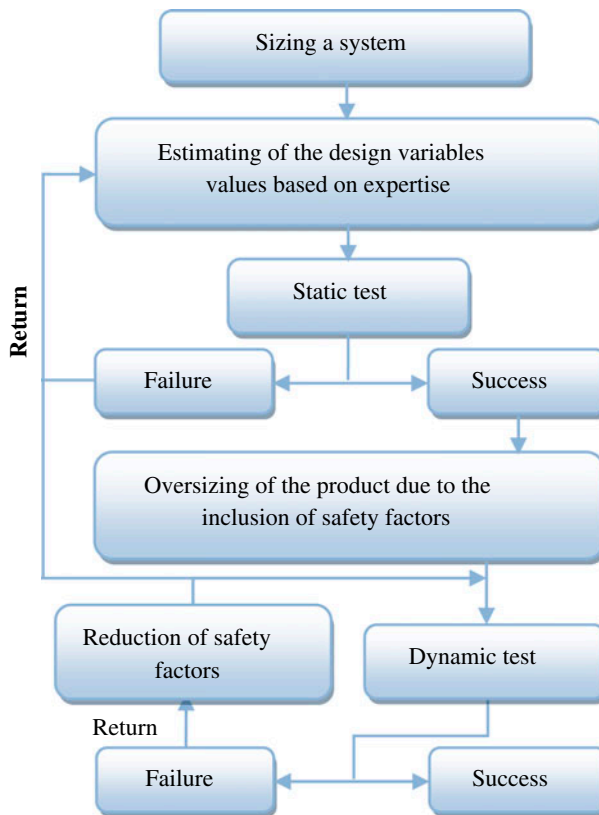 Sizing a system
Estimating of the design variables
values based on expertise
Static test
Return
Failure
Success
Oversizing of the product due to the
inclusion of safety factors
Reduction of safety
factors
Dynamic test
Return
Failure
Success